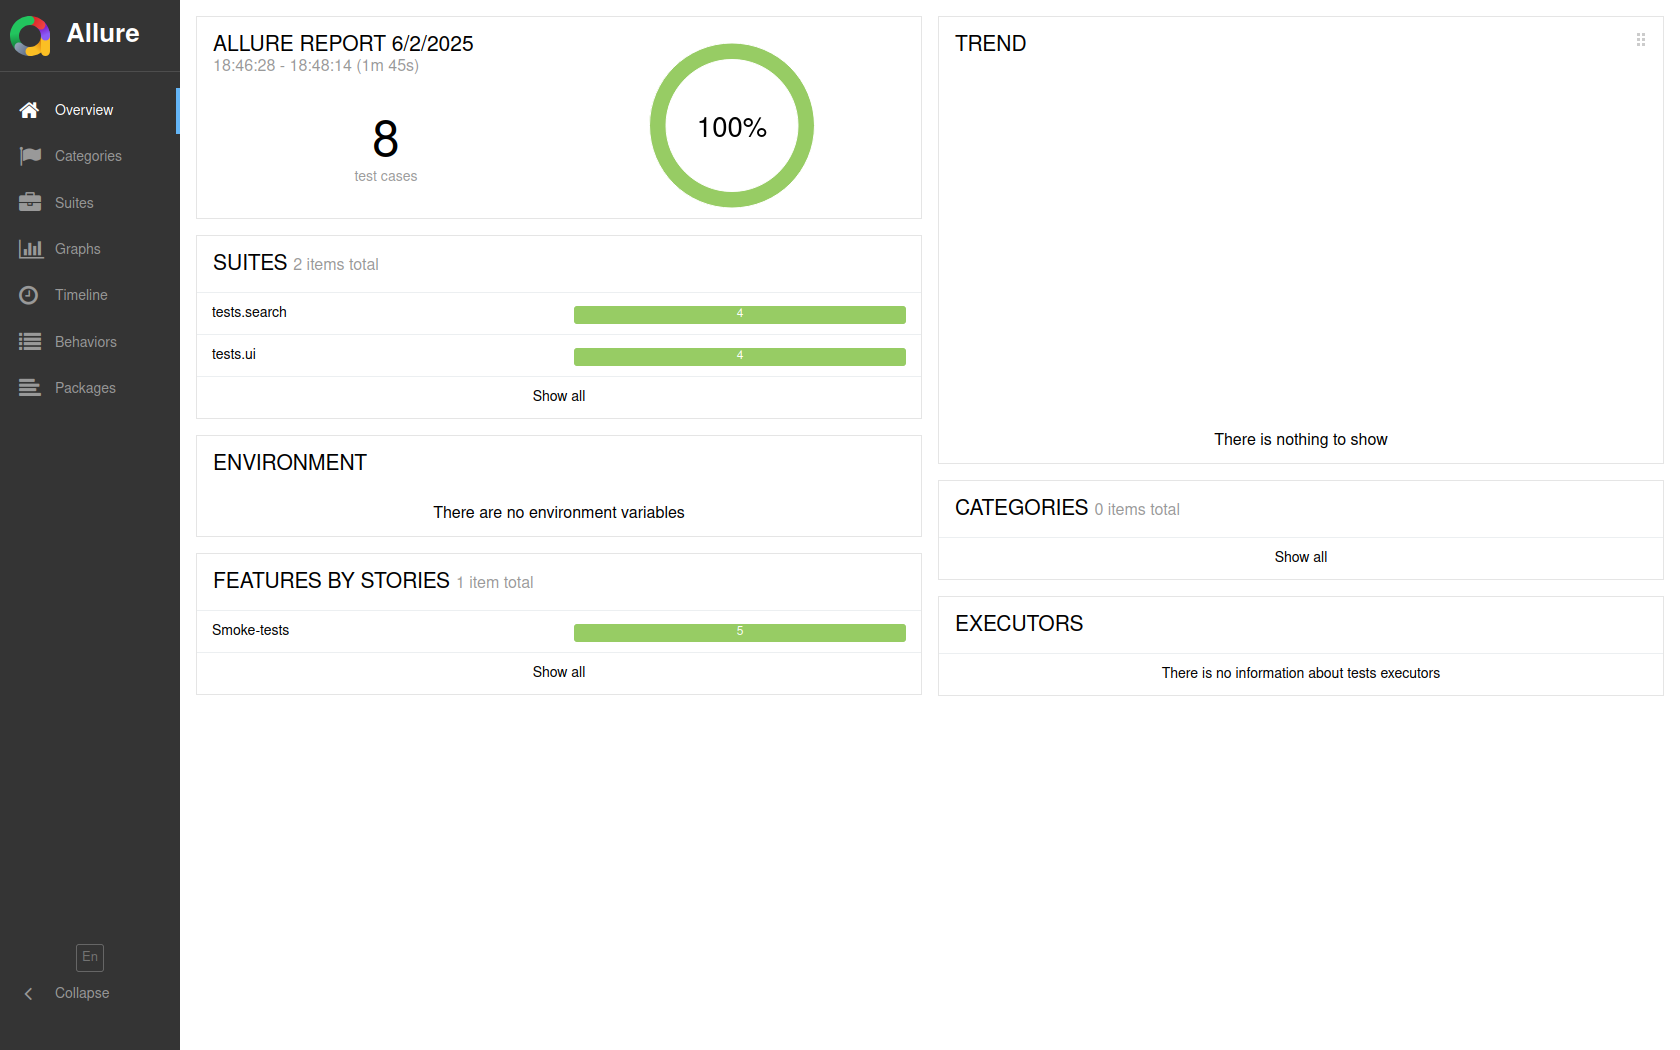 Allure
Overview
Categories
Suites
Graphs
Timeline
Behaviors
Packages
En
Collapse
ALLURE REPORT 6/2/2025
18:46:28 - 18:48:14 (1m 45s)
8
test cases
100%
SUITES 2 items total
tests.search 4
tests.ui 4
Show all
ENVIRONMENT
There are no environment variables
FEATURES BY STORIES 1 item total
Smoke-tests 5
Show all
TREND
There is nothing to show
CATEGORIES 0 items total
Show all
EXECUTORS
There is no information about tests executors